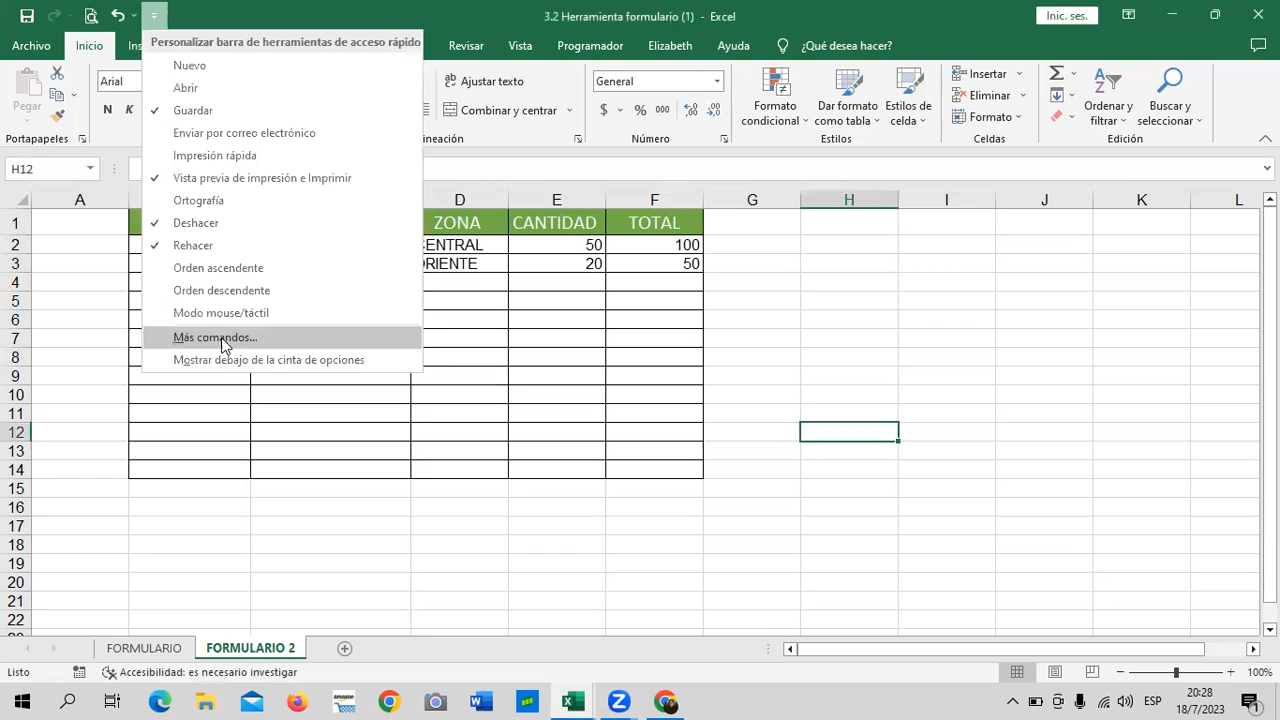 3.2 Herramienta formulario (1) - Excel
Inic. ses.
Archivo Inicio Ins Revisar Vista Programador Elizabeth Ayuda ¿Qué desea hacer?
Personalizar barra de herramientas de acceso rápido
Nuevo
Abrir
Guardar
Enviar por correo electrónico
Impresión rápida
Vista previa de impresión e Imprimir
Ortografía
Deshacer
Rehacer
Orden ascendente
Orden descendente
Modo mouse/táctil
Más comandos...
Mostrar debajo de la cinta de opciones
Pegar
Portapapeles
Arial
N K
Ajustar texto
Combinar y centrar
ineación
General
$ % 000
Número
Formato condicional
Dar formato como tabla
Estilos de celda
Estilos
Insertar
Eliminar
Formato
Celdas
Ordenar y filtrar
Buscar y seleccionar
Edición
H12
A D E F G H I J K L
1 ZONA CANTIDAD TOTAL
2 CENTRAL 50 100
3 ORIENTE 20 50
4
5
6
7
8
9
10
11
12
13
14
15
16
17
18
19
20
21
22
FORMULARIO FORMULARIO 2
Listo Accesibilidad: es necesario investigar 100%
ESP
20:28
18/7/2023